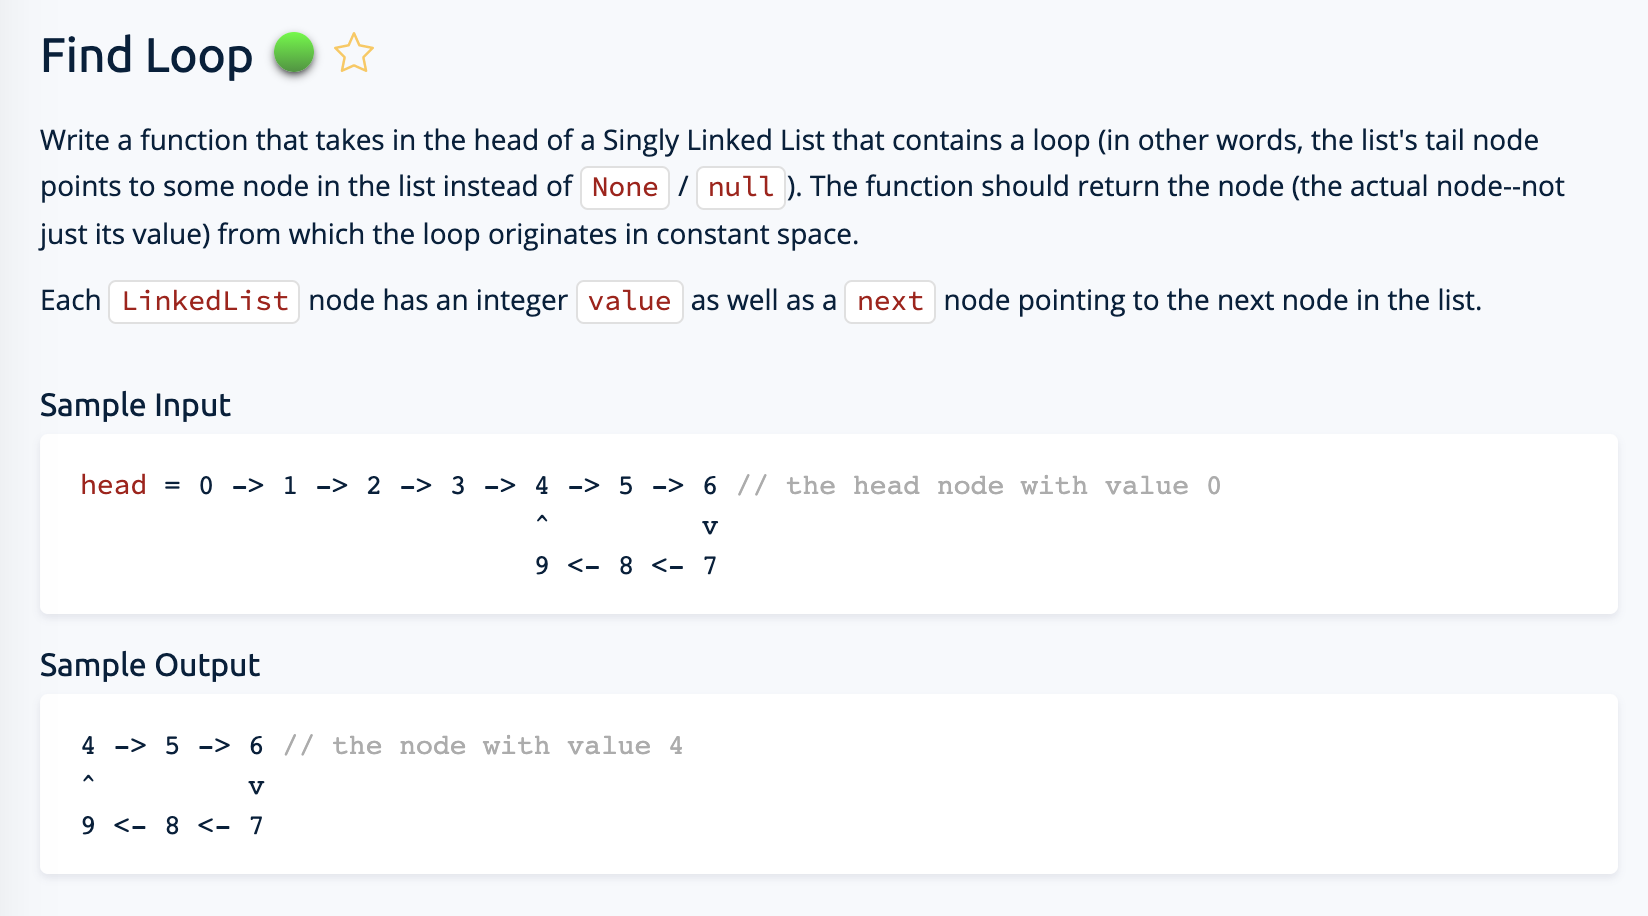 Find Loop
Write a function that takes in the head of a Singly Linked List that contains a loop (in other words, the list's tail node
points to some node in the list instead of None / null). The function should return the node (the actual node--not
just its value) from which the loop originates in constant space.
Each LinkedList node has an integer value as well as a next node pointing to the next node in the list.
Sample Input
head = 0 -> 1 -> 2 -> 3 -> 4 -> 5 -> 6 // the head node with value 0
^ v
9 <- 8 <- 7
Sample Output
4 -> 5 -> 6 // the node with value 4
^ v
9 <- 8 <- 7